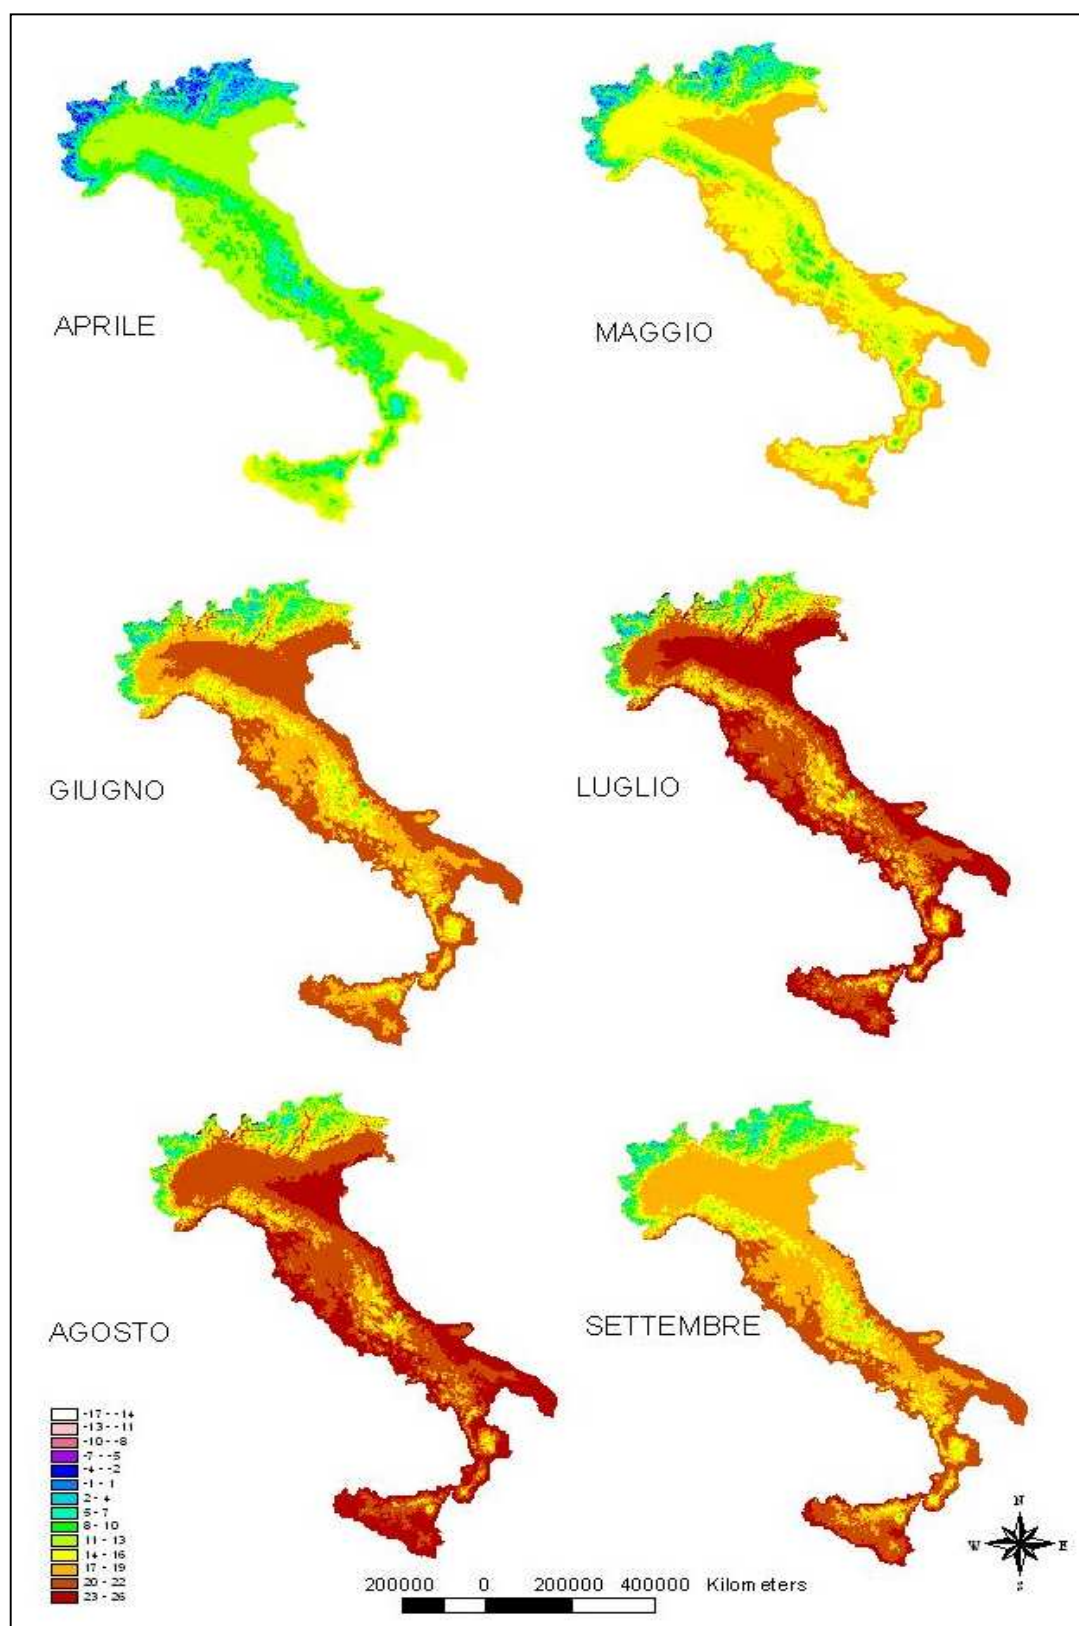 APRILE
MAGGIO
GIUGNO
LUGLIO
AGOSTO
SETTEMBRE
-17 - -14
-13 - -11
-10 - -8
-7 - -5
-4 - -2
-1 - 1
2 - 4
5 - 7
8 - 10
11 - 13
14 - 16
17 - 19
20 - 22
23 - 26
N
W E
S
200000 0 200000 400000 Kilometers